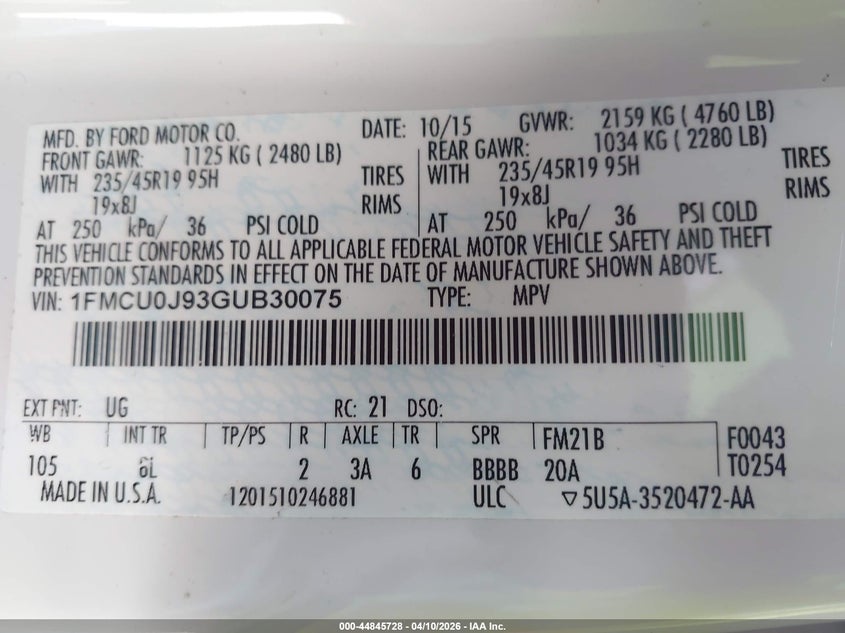 MFD. BY FORD MOTOR CO. DATE: 10/15 GVWR: 2159 KG ( 4760 LB)
FRONT GAWR: 1125 KG ( 2480 LB) REAR GAWR: 1034 KG ( 2280 LB)
WITH 235/45R19 95H TIRES WITH 235/45R19 95H TIRES
19x8J RIMS 19x8J RIMS
AT 250 kPa/ 36 PSI COLD AT 250 kPa/ 36 PSI COLD
THIS VEHICLE CONFORMS TO ALL APPLICABLE FEDERAL MOTOR VEHICLE SAFETY AND THEFT
PREVENTION STANDARDS IN EFFECT ON THE DATE OF MANUFACTURE SHOWN ABOVE.
VIN: 1FMCU0J93GUB30075 TYPE: MPV
EXT PNT: UG RC: 21 DSO:
WB INT TR TP/PS R AXLE TR SPR FM21B F0043
105 6L 2 3A 6 BBBB 20A T0254
MADE IN U.S.A. 1201510246881 ULC ▽5U5A-3520472-AA
000-44845728 - 04/10/2026 - IAA Inc.